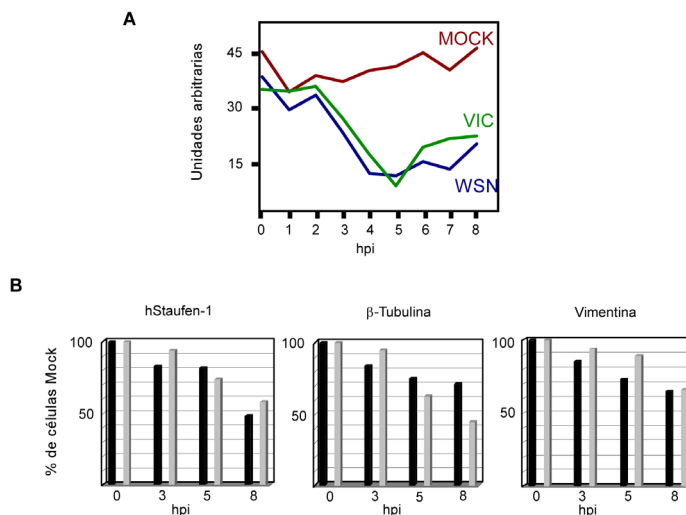 A
Unidades arbitrarias
45
30
15
MOCK
VIC
WSN
0 1 2 3 4 5 6 7 8
hpi
B
hStaufen-1
β-Tubulina
Vimentina
% de células Mock
100
50
0 3 5 8
hpi
100
50
0 3 5 8
hpi
100
50
0 3 5 8
hpi